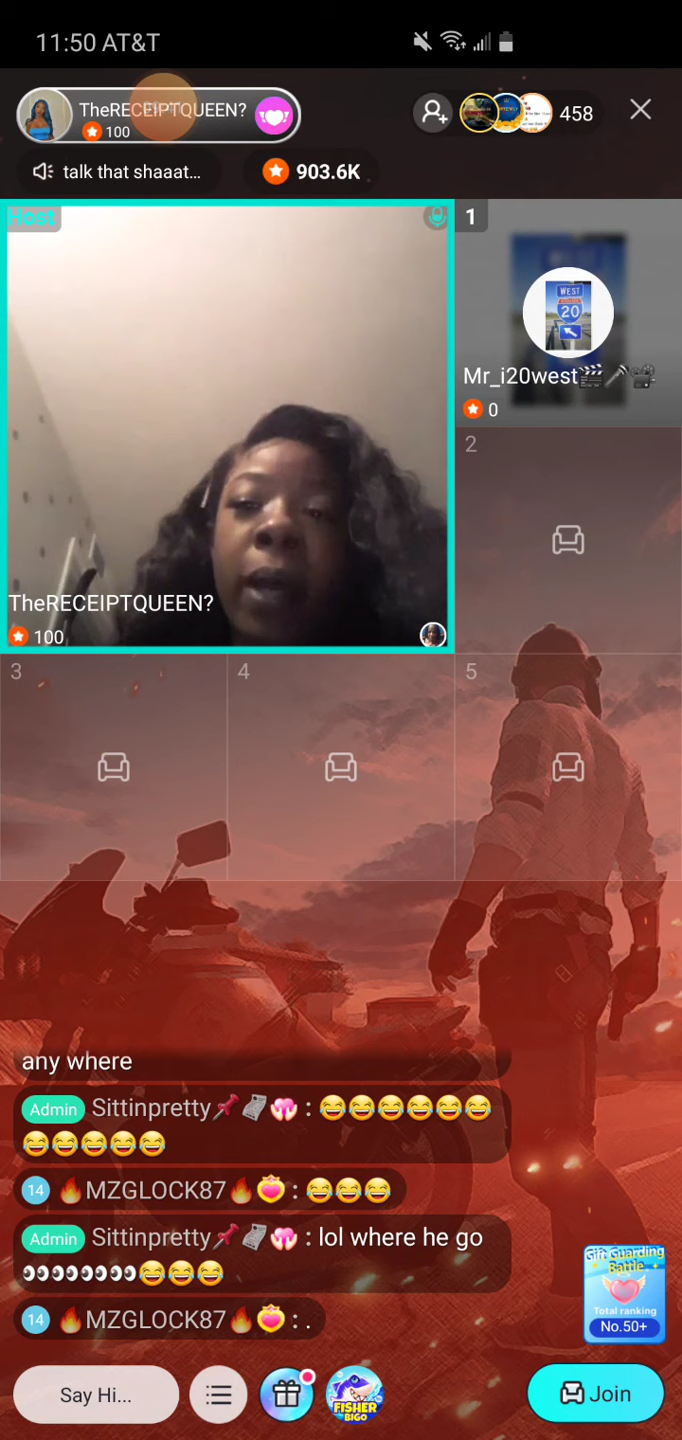 11:50 AT&T
TheRECEIPTQUEEN?
100
458
talk that shaaat...
903.6K
Host
1
WEST
20
Mr_i20west🎬🎤📽
0
2
TheRECEIPTQUEEN?
100
3
4
5
any where
Admin Sittinpretty📌📰💝 : 😂😂😂😂😂😂
😂😂😂😂😂
14 🔥MZGLOCK87🔥💝 : 😂😂😂
Admin Sittinpretty📌📰💝 : lol where he go
👀👀👀👀👀👀👀👀😂😂😂
14 🔥MZGLOCK87🔥💝 : .
Gift Guarding
Battle
Total ranking
No.50+
Say Hi...
FISHER
BIGO
Join